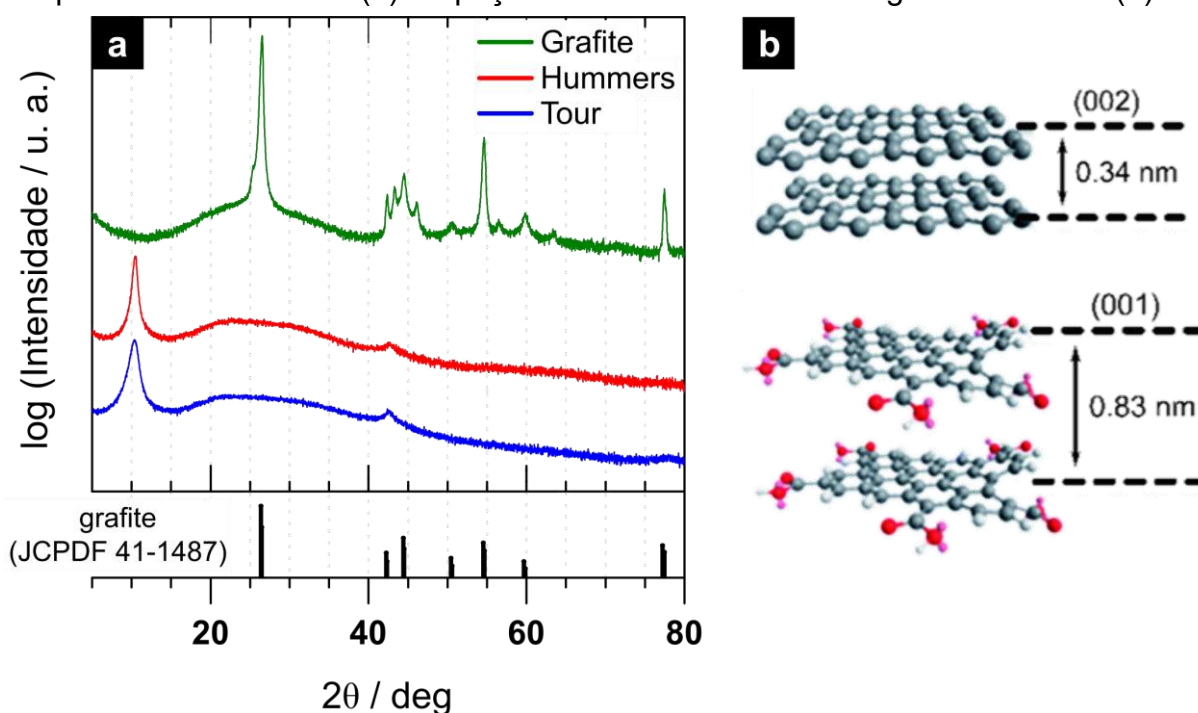 a
log (Intensidade / u. a.)
Grafite
Hummers
Tour
grafite
(JCPDF 41-1487)
20 40 60 80
2θ / deg
b
(002)
0.34 nm
(001)
0.83 nm